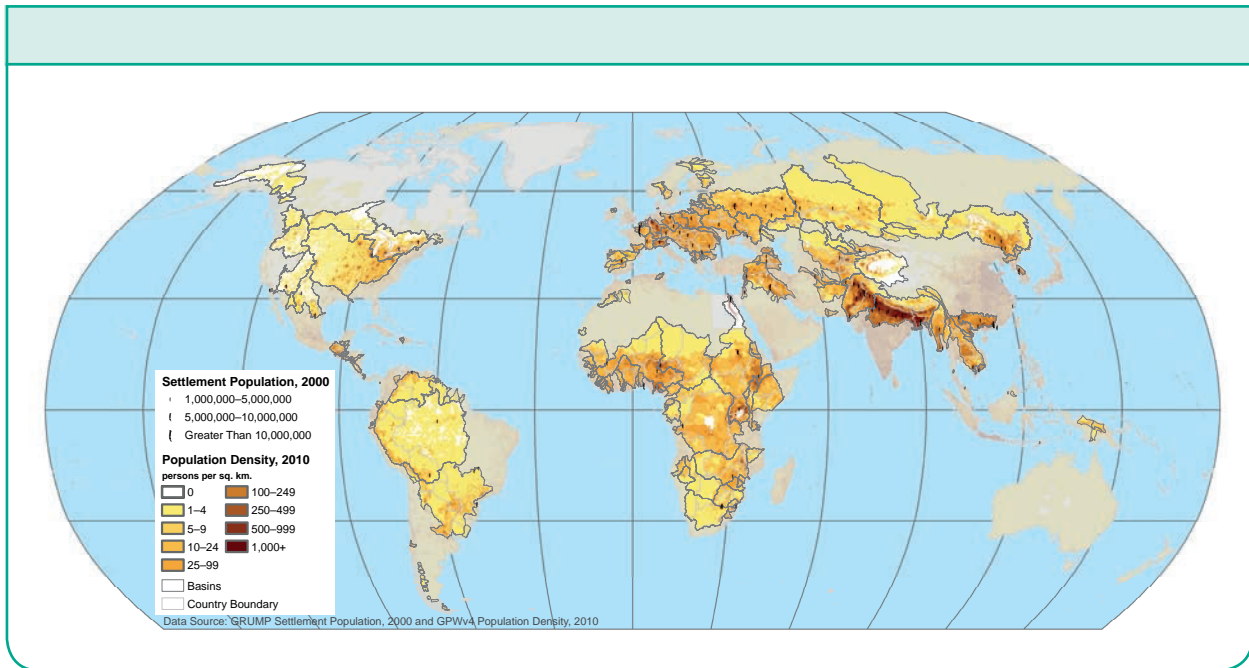 Settlement Population, 2000
1,000,000–5,000,000
5,000,000–10,000,000
Greater Than 10,000,000
Population Density, 2010
persons per sq. km.
0
1–4
5–9
10–24
25–99
100–249
250–499
500–999
1,000+
Basins
Country Boundary
Data Source: GRUMP Settlement Population, 2000 and GPWv4 Population Density, 2010